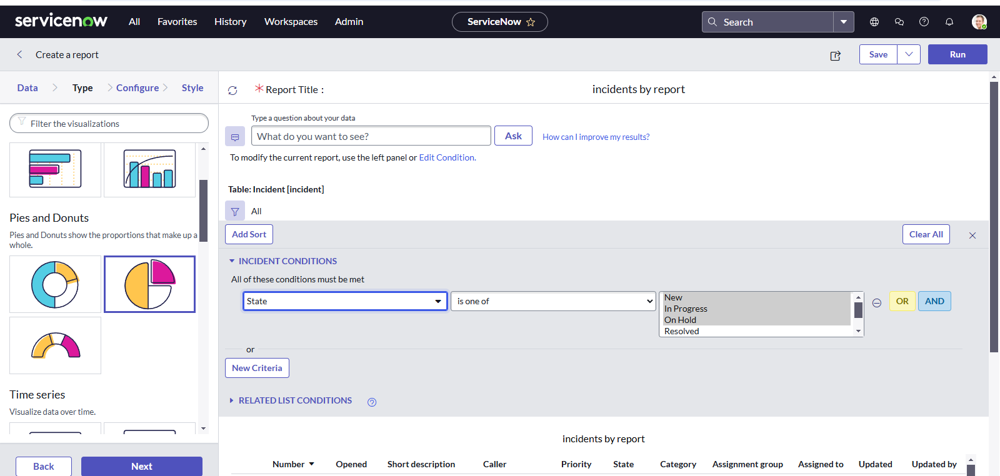 servicenow All Favorites History Workspaces Admin ServiceNow Search
Create a report Save Run
Data Type Configure Style
Report Title : incidents by report
Filter the visualizations
Type a question about your data
What do you want to see? Ask How can I improve my results?
To modify the current report, use the left panel or Edit Condition.
Table: Incident [incident]
All
Pies and Donuts
Pies and Donuts show the proportions that make up a
whole.
Add Sort Clear All
INCIDENT CONDITIONS
All of these conditions must be met
State is one of
New
In Progress
On Hold
Resolved
OR AND
or
New Criteria
RELATED LIST CONDITIONS
Time series
Visualize data over time.
Back Next
incidents by report
Number Opened Short description Caller Priority State Category Assignment group Assigned to Updated Updated by